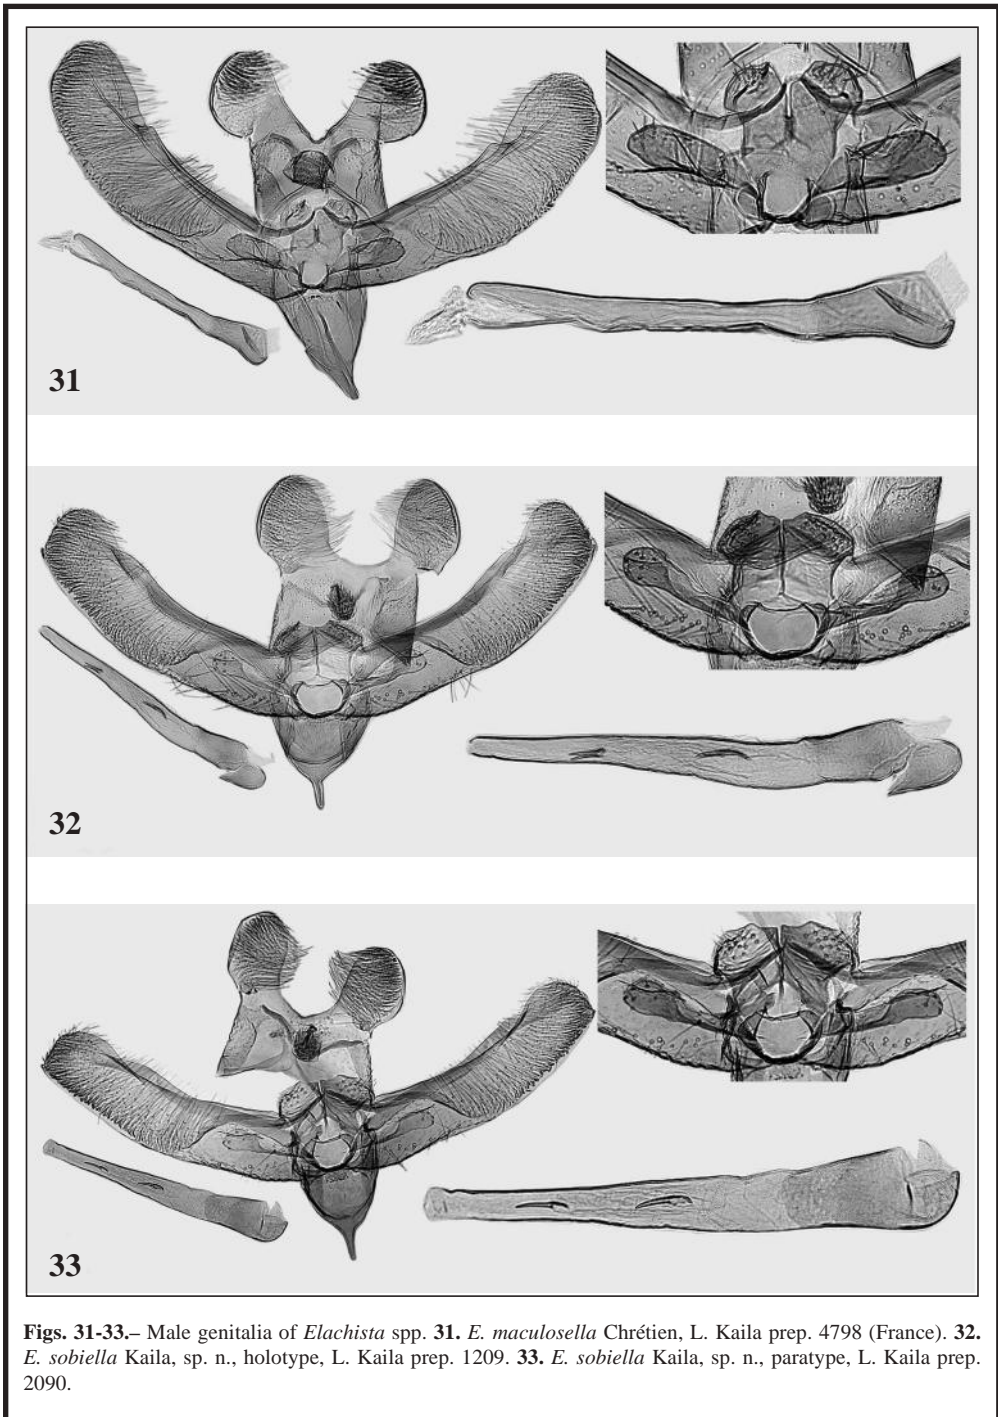 31
32
33
Figs. 31-33.– Male genitalia of Elachista spp. 31. E. maculosella Chrétien, L. Kaila prep. 4798 (France). 32.
E. sobiella Kaila, sp. n., holotype, L. Kaila prep. 1209. 33. E. sobiella Kaila, sp. n., paratype, L. Kaila prep.
2090.